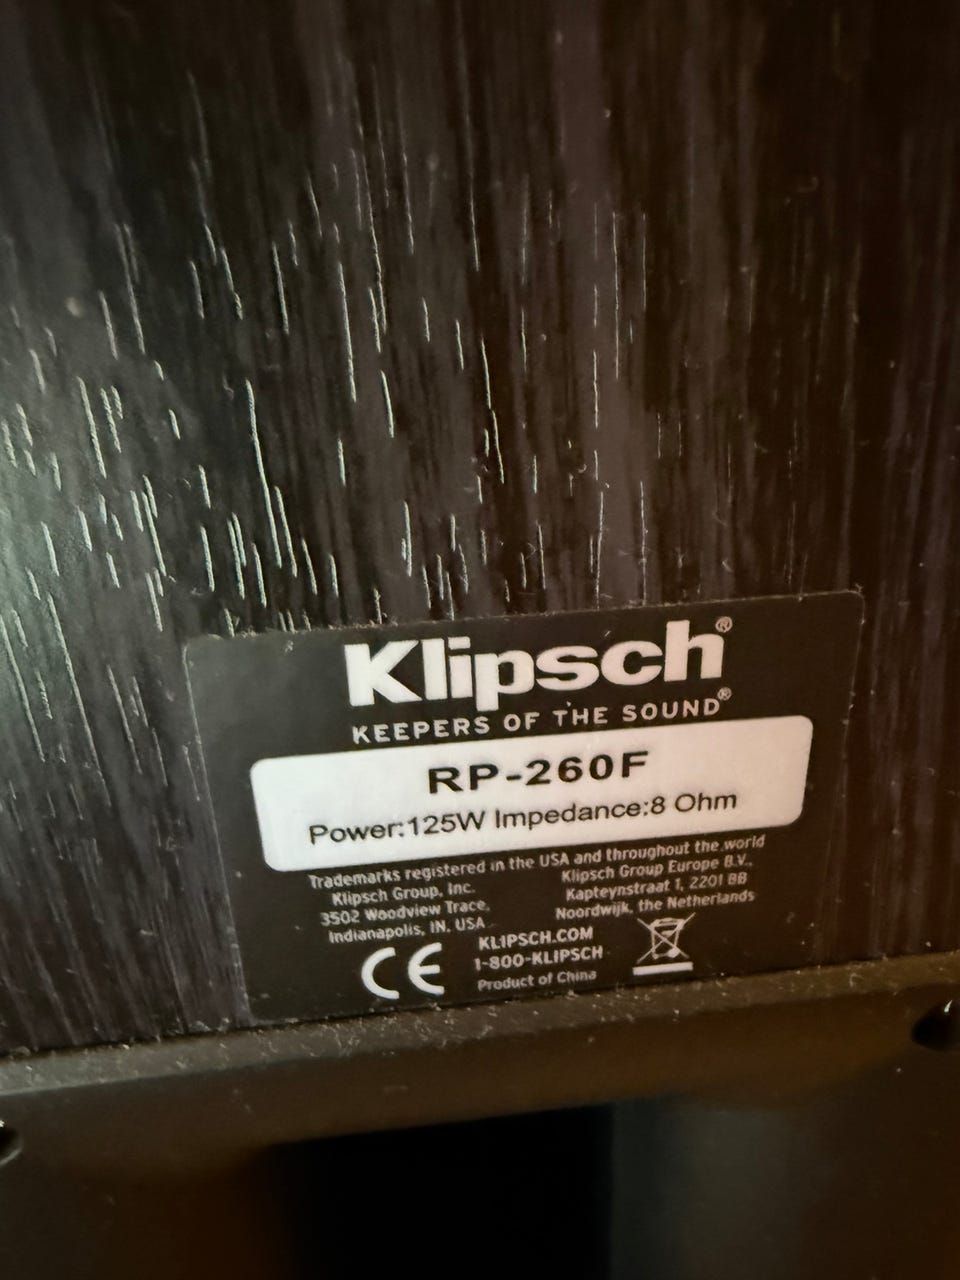 Klipsch®
KEEPERS OF THE SOUND®
RP-260F
Power:125W Impedance:8 Ohm
Trademarks registered in the USA and throughout the world
Klipsch Group, Inc.
3502 Woodview Trace,
Indianapolis, IN, USA
Klipsch Group Europe B.V.,
Kapteynstraat 1, 2201 BB
Noordwijk, the Netherlands
CE
KLIPSCH.COM
1-800-KLIPSCH
Product of China